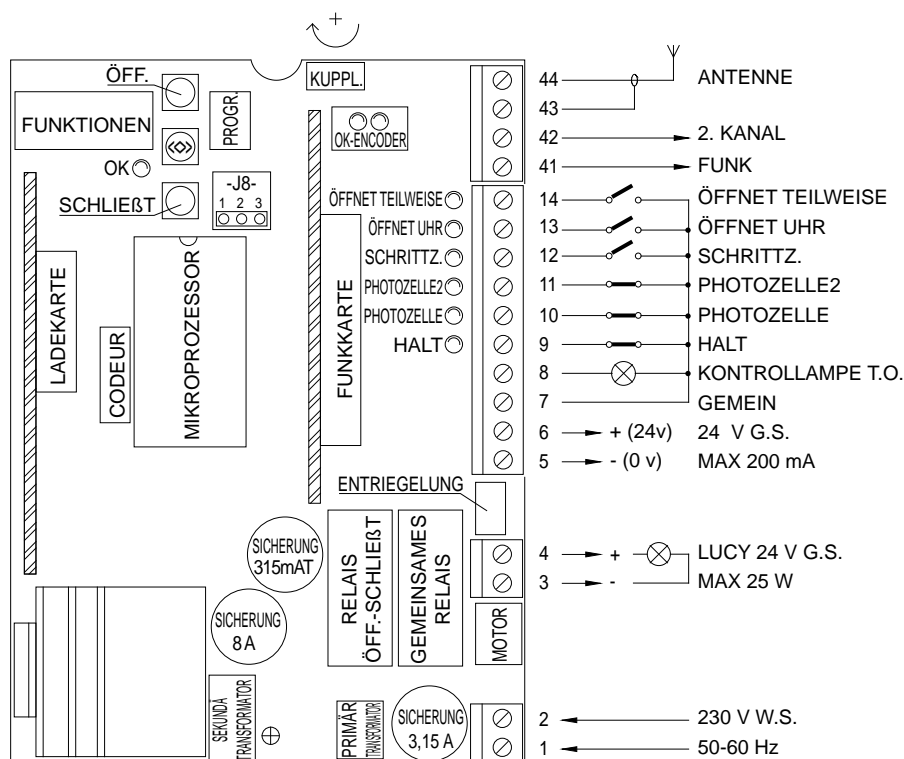 +
ÖFF.
FUNKTIONEN
PROGR.
KUPPL.
OK-ENCODER
OK
SCHLIEßT
-J8-
1 2 3
LADEKARTE
CODEUR
MIKROPROZESSOR
FUNKKARTE
ÖFFNET TEILWEISE
ÖFFNET UHR
SCHRITTZ.
PHOTOZELLE2
PHOTOZELLE
HALT
ENTRIEGELUNG
SICHERUNG
315mAT
SICHERUNG
8 A
RELAIS
ÖFF.-SCHLIEßT
GEMEINSAMES
RELAIS
MOTOR
SEKUNDÄ
TRANSFORMATOR
PRIMÄR
TRANSFORMATOR
SICHERUNG
3,15 A
44 ANTENNE
43
42 2. KANAL
41 FUNK
14 ÖFFNET TEILWEISE
13 ÖFFNET UHR
12 SCHRITTZ.
11 PHOTOZELLE2
10 PHOTOZELLE
9 HALT
8 KONTROLLAMPE T.O.
7 GEMEIN
6 + (24v) 24 V G.S.
5 - (0 v) MAX 200 mA
4 + LUCY 24 V G.S.
3 - MAX 25 W
2 230 V W.S.
1 50-60 Hz